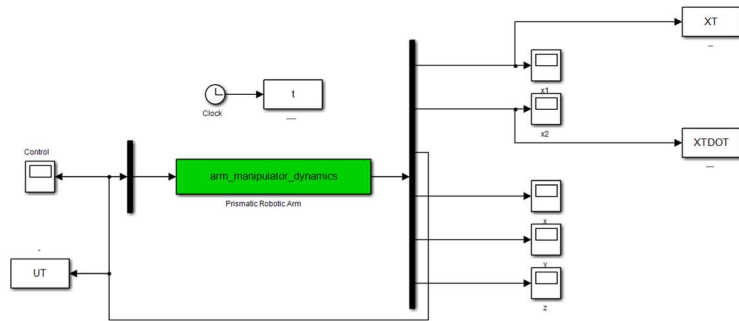 XT
--
x1
t
Clock
----
x2
XTDOT
---
Control
arm_manipulator_dynamics
Prismatic Robotic Arm
x
-
UT
y
z